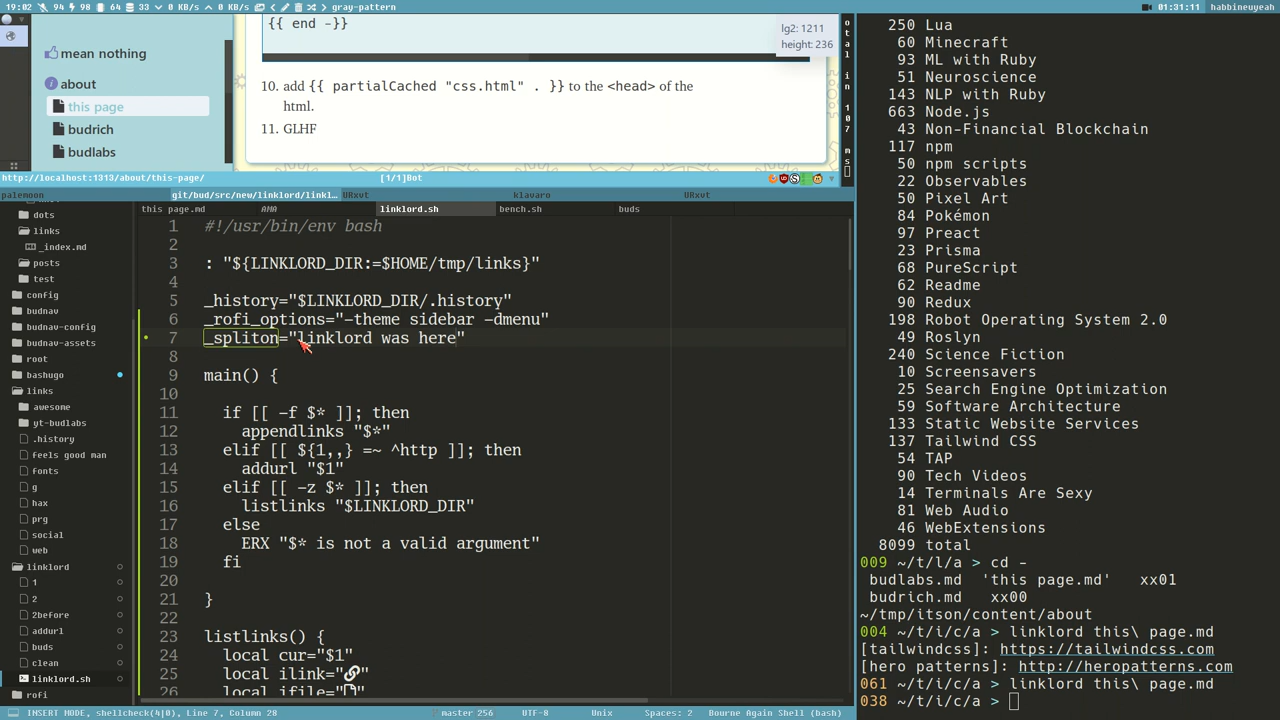 19:02 94 98 64 33 0 KB/s 0 KB/s gray-pattern 01:31:11 habbineuyeah
mean nothing
about
this page
budrich
budlabs
{{ end -}}
lg2: 1211
height: 236
10. add {{ partialCached "css.html" . }} to the <head> of the
html.
11. GLHF
http://localhost:1313/about/this-page/ [1/1]Bot
palemoon git/bud/src/new/linklord/linkl… URxvt klavaro URxvt
this page.md AMA linklord.sh bench.sh buds
dots
links
_index.md
posts
test
config
budnav
budnav-config
budnav-assets
root
bashugo
links
awesome
yt-budlabs
.history
feels good man
fonts
g
hax
prg
social
web
linklord
1
2
2before
addurl
buds
clean
linklord.sh
rofi
1 #!/usr/bin/env bash
2
3 : "${LINKLORD_DIR:=$HOME/tmp/links}"
4
5 _history="$LINKLORD_DIR/.history"
6 _rofi_options="-theme sidebar -dmenu"
7 _spliton="linklord was here"
8
9 main() {
10
11 if [[ -f $* ]]; then
12 appendlinks "$*"
13 elif [[ ${1,,} =~ ^http ]]; then
14 addurl "$1"
15 elif [[ -z $* ]]; then
16 listlinks "$LINKLORD_DIR"
17 else
18 ERX "$* is not a valid argument"
19 fi
20
21 }
22
23 listlinks() {
24 local cur="$1"
25 local ilink="🔗"
26 local ifile=""
INSERT MODE, shellcheck(4|0), Line 7, Column 28 master 256 UTF-8 Unix Spaces: 2 Bourne Again Shell (bash)
250 Lua
60 Minecraft
93 ML with Ruby
51 Neuroscience
143 NLP with Ruby
663 Node.js
43 Non-Financial Blockchain
117 npm
50 npm scripts
22 Observables
50 Pixel Art
84 Pokémon
97 Preact
23 Prisma
68 PureScript
62 Readme
90 Redux
198 Robot Operating System 2.0
49 Roslyn
240 Science Fiction
10 Screensavers
25 Search Engine Optimization
59 Software Architecture
133 Static Website Services
137 Tailwind CSS
54 TAP
90 Tech Videos
14 Terminals Are Sexy
81 Web Audio
46 WebExtensions
8099 total
009 ~/t/l/a > cd -
budlabs.md 'this page.md' xx01
budrich.md xx00
~/tmp/itson/content/about
004 ~/t/i/c/a > linklord this\ page.md
[tailwindcss]: https://tailwindcss.com
[hero patterns]: http://heropatterns.com
061 ~/t/i/c/a > linklord this\ page.md
038 ~/t/i/c/a >